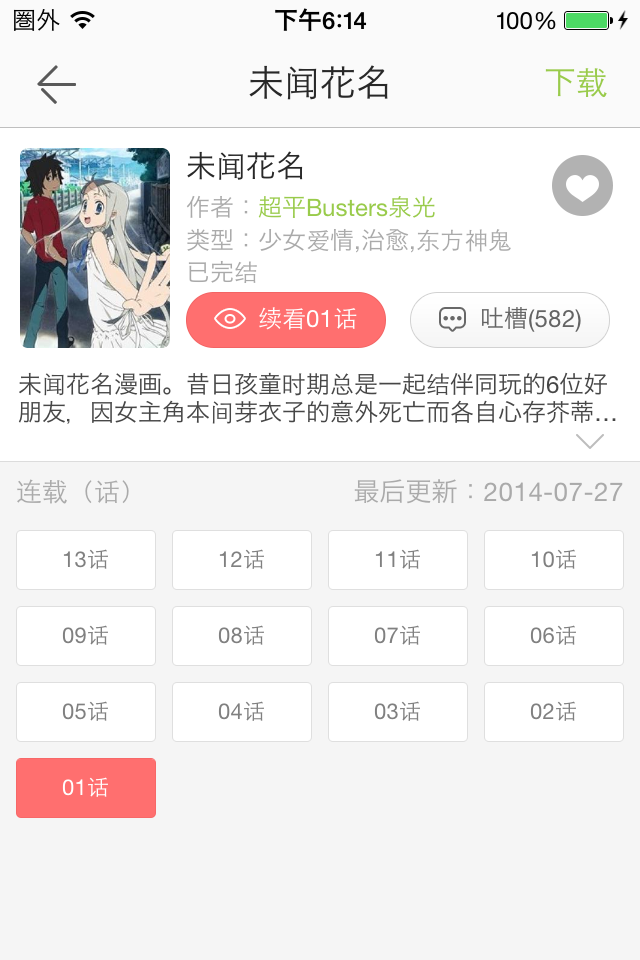 圏外 下午6:14 100%
未闻花名 下载
未闻花名
作者：超平Busters泉光
类型：少女爱情,治愈,东方神鬼
已完结
续看01话 吐槽(582)
未闻花名漫画。昔日孩童时期总是一起结伴同玩的6位好
朋友，因女主角本间芽衣子的意外死亡而各自心存芥蒂...
连载（话） 最后更新：2014-07-27
13话 12话 11话 10话
09话 08话 07话 06话
05话 04话 03话 02话
01话